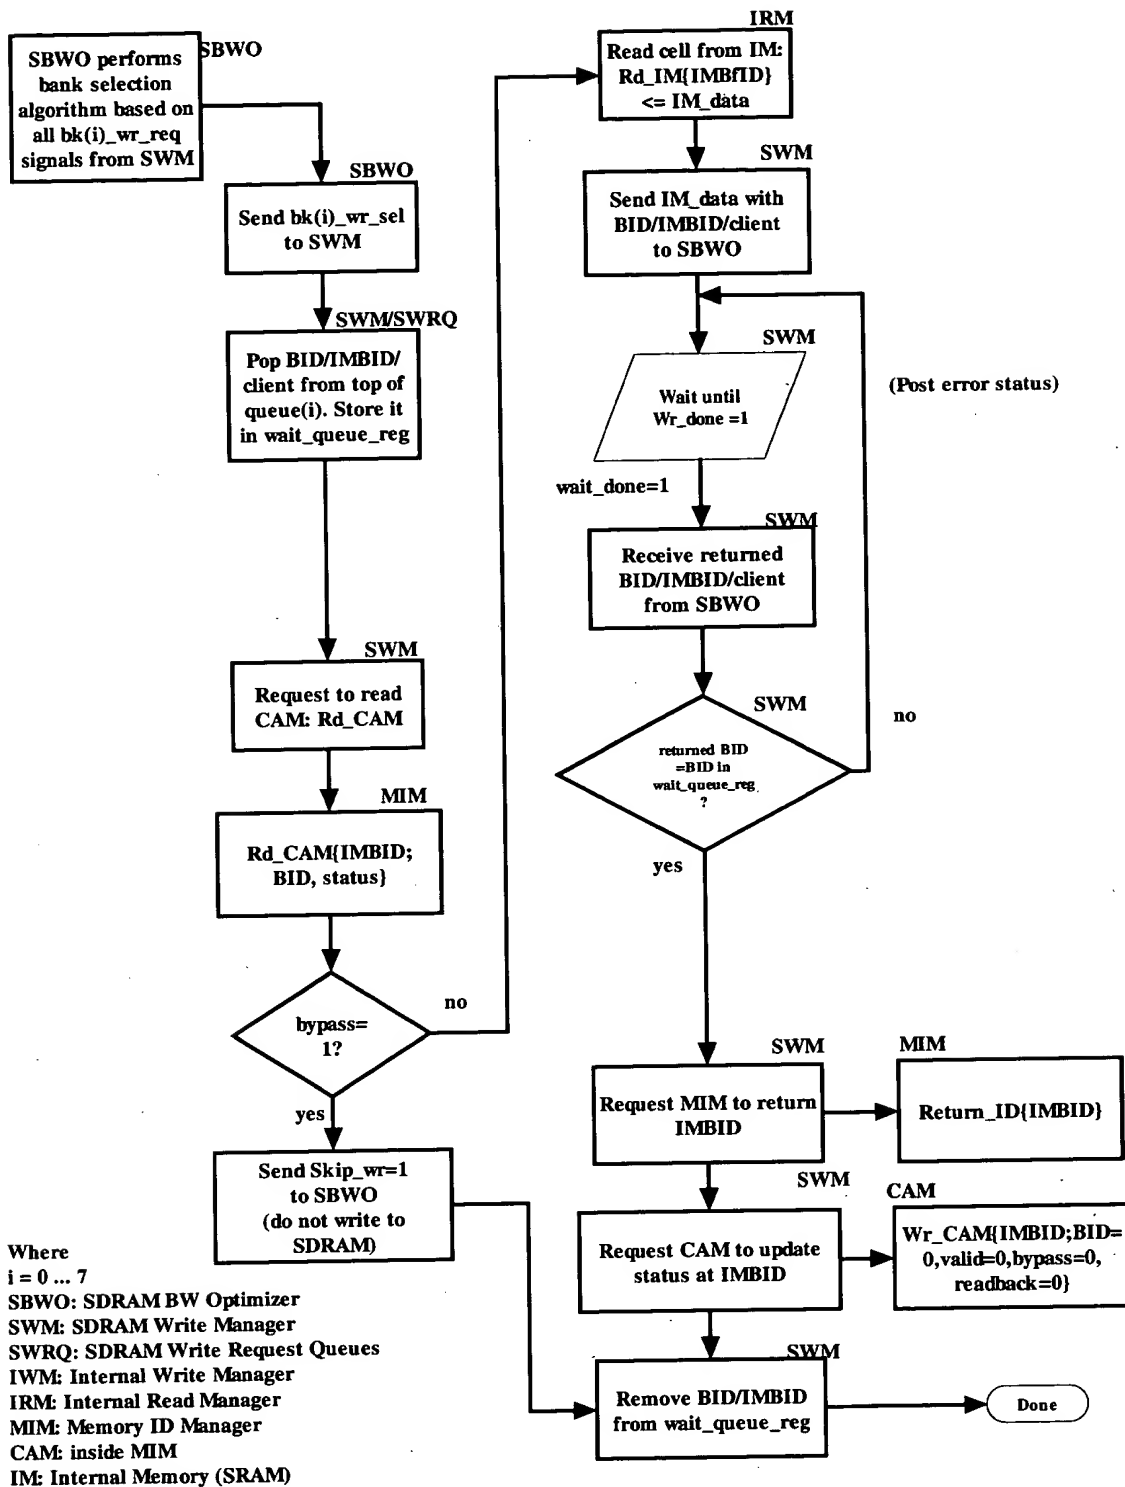 SBWO
SBWO performs
bank selection
algorithm based on
all bk(i)_wr_req
signals from SWM
SBWO
Send bk(i)_wr_sel
to SWM
SWM/SWRQ
Pop BID/IMBID/
client from top of
queue(i). Store it
in wait_queue_reg
SWM
Request to read
CAM: Rd_CAM
MIM
Rd_CAM{IMBID;
BID, status}
bypass=
1?
no
yes
Send Skip_wr=1
to SBWO
(do not write to
SDRAM)
IRM
Read cell from IM:
Rd_IM{IMBfID}
<= IM_data
SWM
Send IM_data with
BID/IMBID/client
to SBWO
SWM
Wait until
Wr_done =1
(Post error status)
wait_done=1
SWM
Receive returned
BID/IMBID/client
from SBWO
SWM
returned BID
=BID in
wait_queue_reg
?
no
yes
SWM
Request MIM to return
IMBID
MIM
Return_ID{IMBID}
SWM
Request CAM to update
status at IMBID
CAM
Wr_CAM{IMBID;BID=
0,valid=0,bypass=0,
readback=0}
SWM
Remove BID/IMBID
from wait_queue_reg
Done
Where
i = 0 ... 7
SBWO: SDRAM BW Optimizer
SWM: SDRAM Write Manager
SWRQ: SDRAM Write Request Queues
IWM: Internal Write Manager
IRM: Internal Read Manager
MIM: Memory ID Manager
CAM: inside MIM
IM: Internal Memory (SRAM)